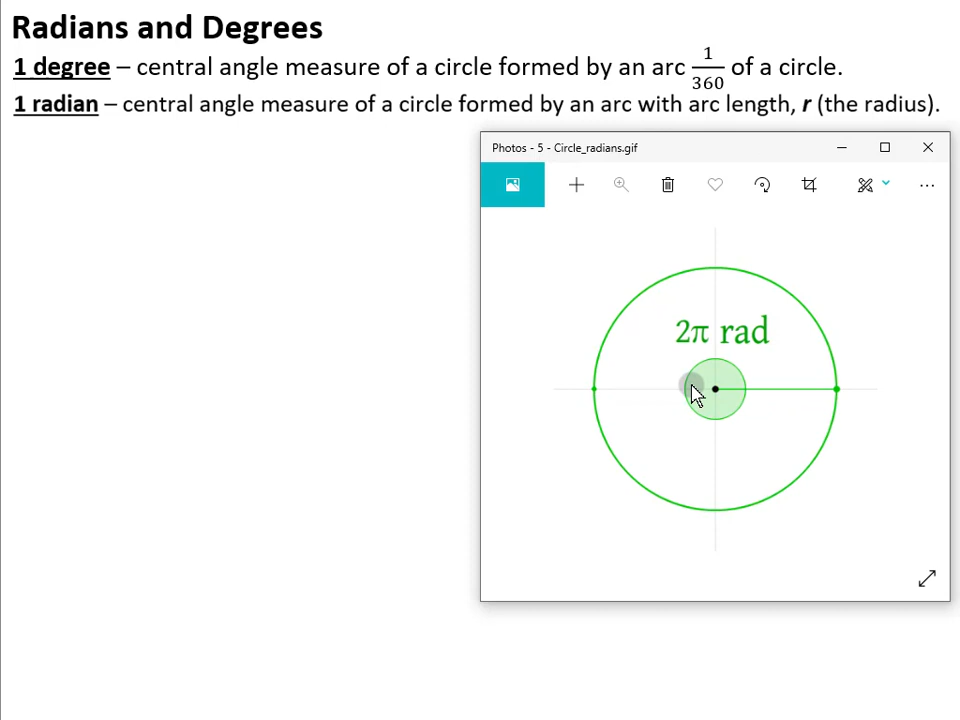 Radians and Degrees
1 degree – central angle measure of a circle formed by an arc 1/360 of a circle.
1 radian – central angle measure of a circle formed by an arc with arc length, r (the radius).
Photos - 5 - Circle_radians.gif
2π rad